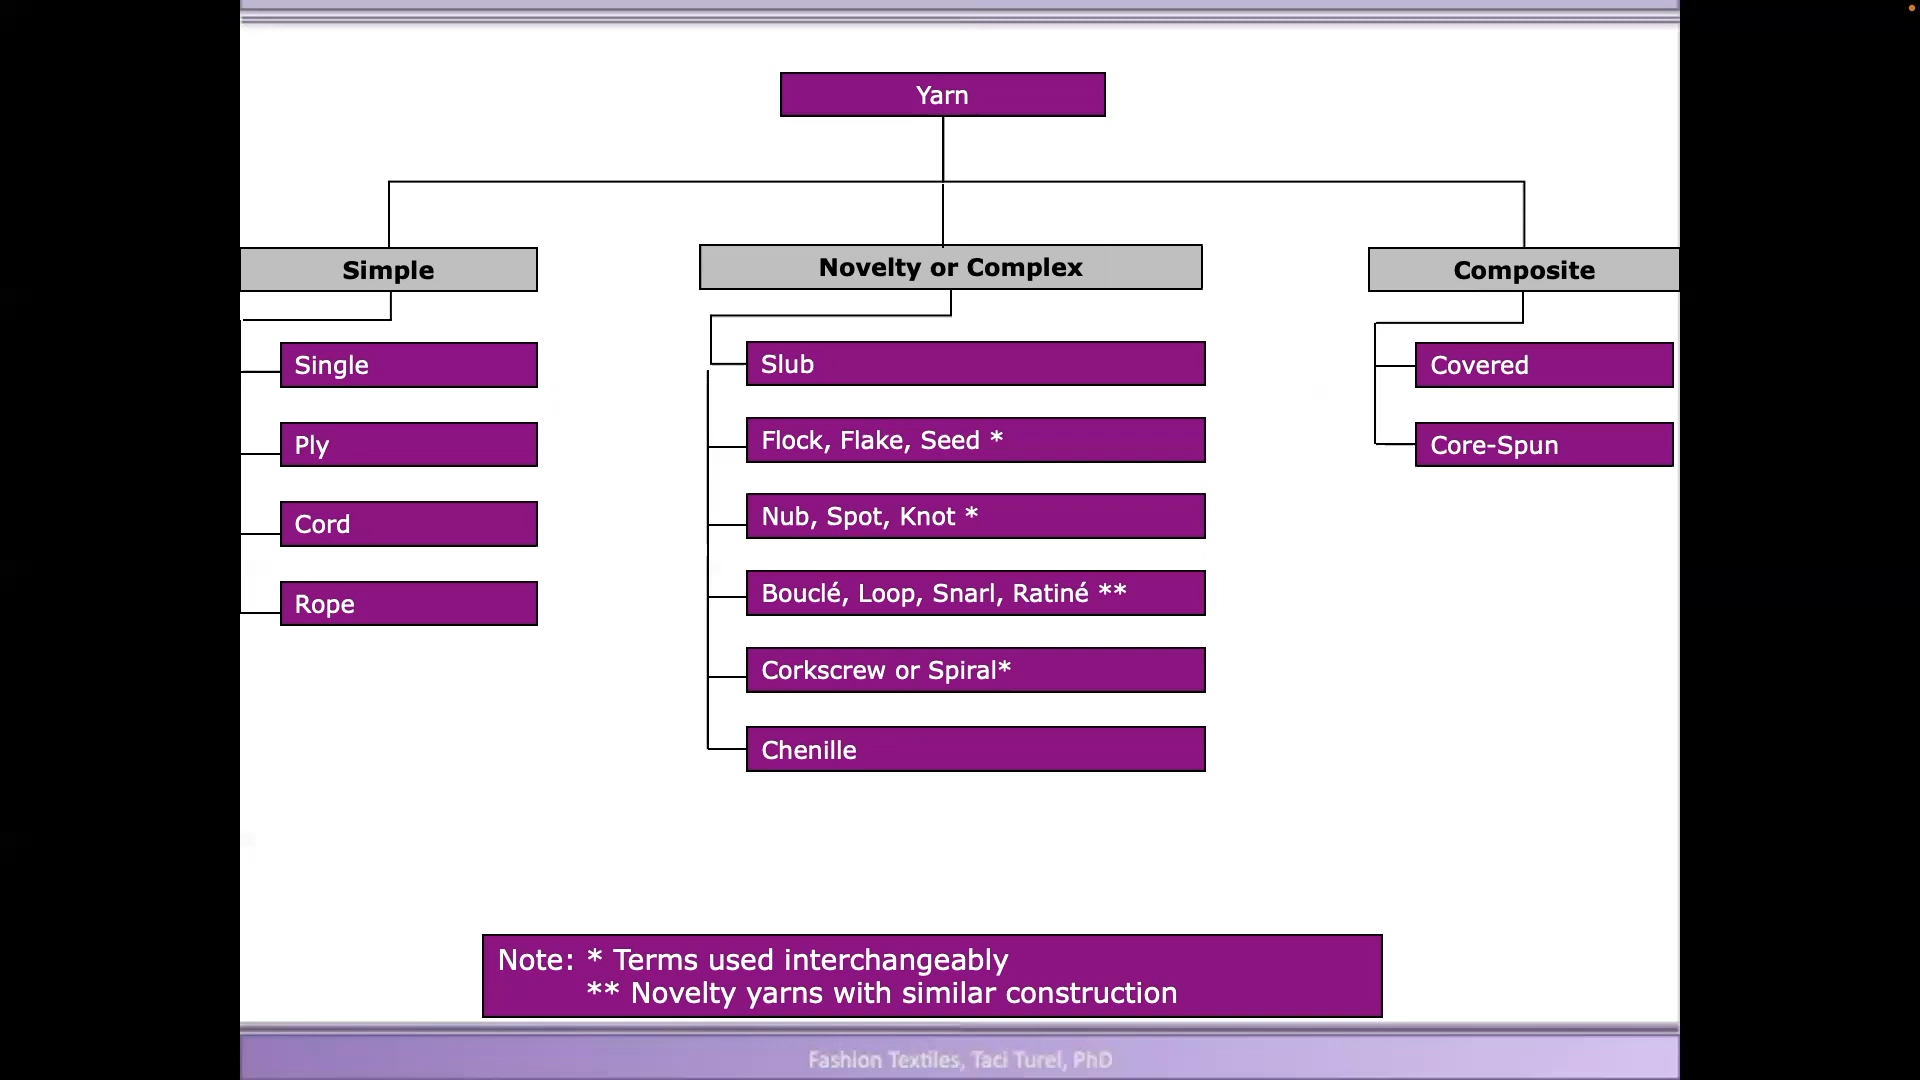 Yarn
Simple
Novelty or Complex
Composite
Single
Ply
Cord
Rope
Slub
Flock, Flake, Seed *
Nub, Spot, Knot *
Bouclé, Loop, Snarl, Ratiné **
Corkscrew or Spiral*
Chenille
Covered
Core-Spun
Note: * Terms used interchangeably
** Novelty yarns with similar construction
Fashion Textiles, Taci Turel, PhD